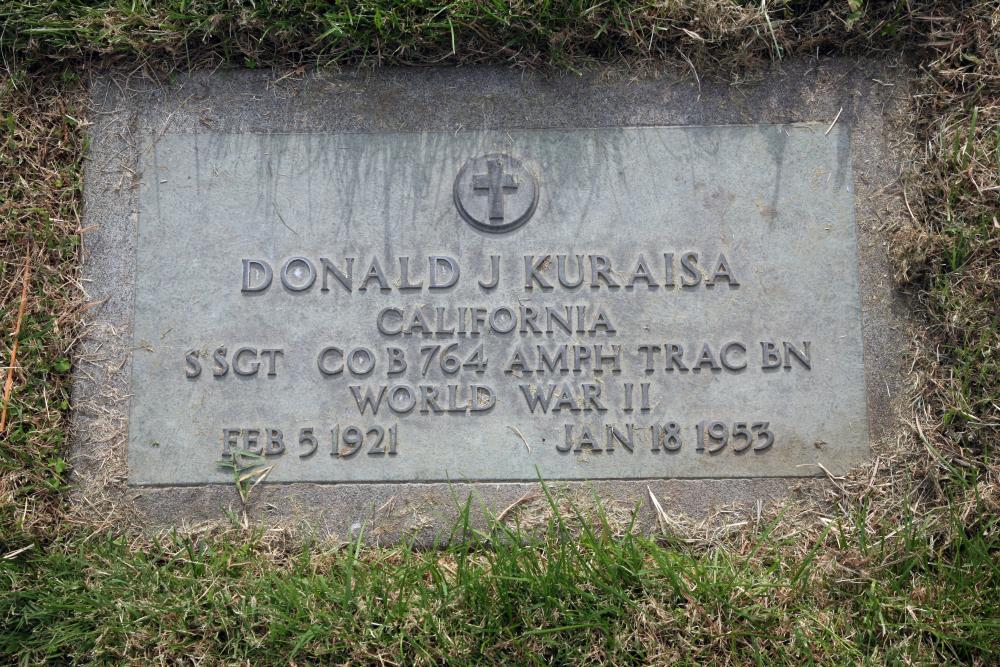 DONALD J KURAISA
CALIFORNIA
S SGT CO B 764 AMPH TRAC BN
WORLD WAR II
FEB 5 1921 JAN 18 1953